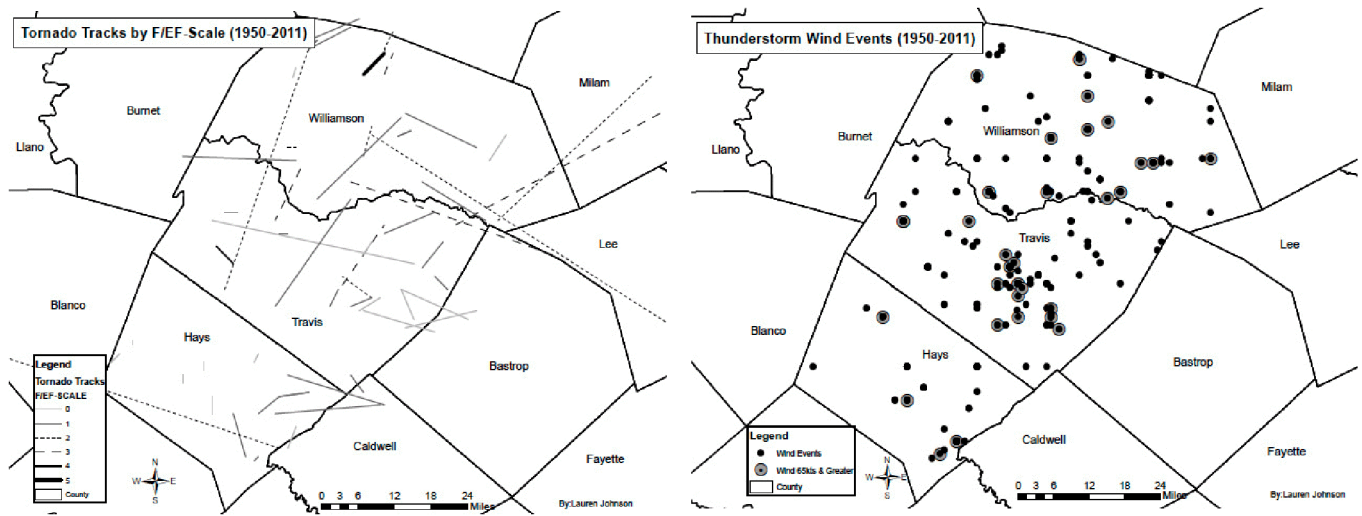 Tornado Tracks by F/EF-Scale (1950-2011)
Milam
Burnet
Williamson
Llano
Lee
Blanco
Travis
Hays
Bastrop
Caldwell
Fayette
Legend
Tornado Tracks
F/EF-SCALE
0
1
2
3
4
5
County
N
W E
S
0 3 6 12 18 24
Miles
By:Lauren Johnson
Thunderstorm Wind Events (1950-2011)
Milam
Burnet
Williamson
Llano
Travis
Lee
Blanco
Hays
Bastrop
Caldwell
Fayette
Legend
Wind Events
Wind 65kts & Greater
County
N
W E
S
0 3 6 12 18 24
Miles
By:Lauren Johnson